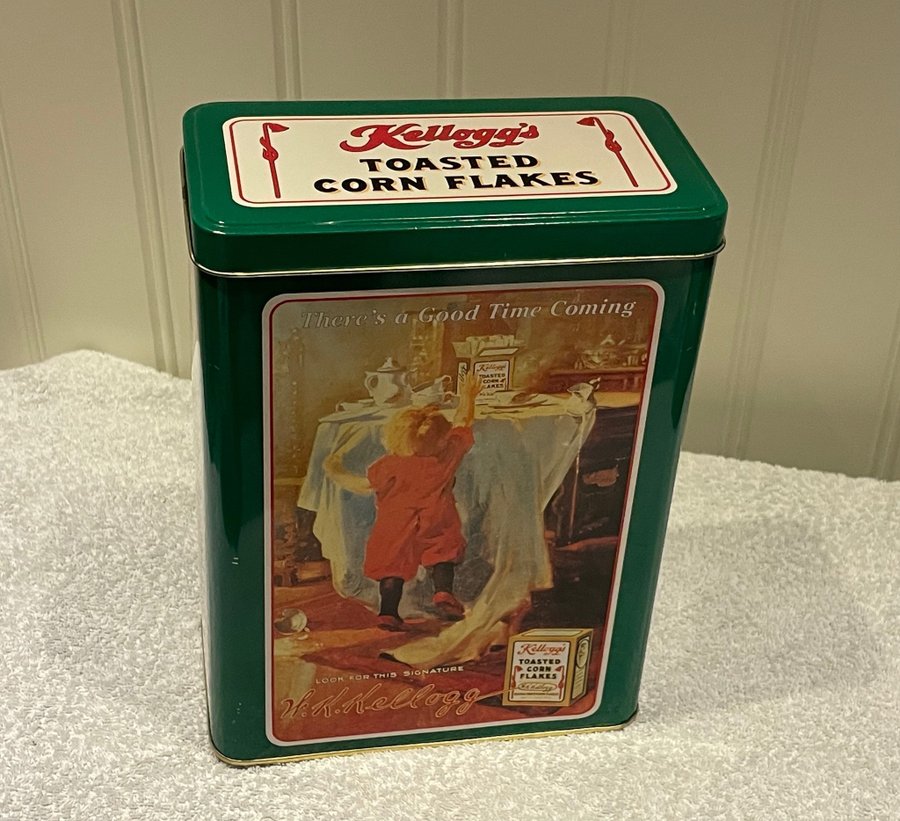 Kellogg's
TOASTED
CORN FLAKES
There's a Good Time Coming
Kellogg's
TOASTED
CORN
FLAKES
LOOK FOR THIS SIGNATURE
W.K.Kellogg
Kellogg's
TOASTED
CORN
FLAKES
W.K.Kellogg